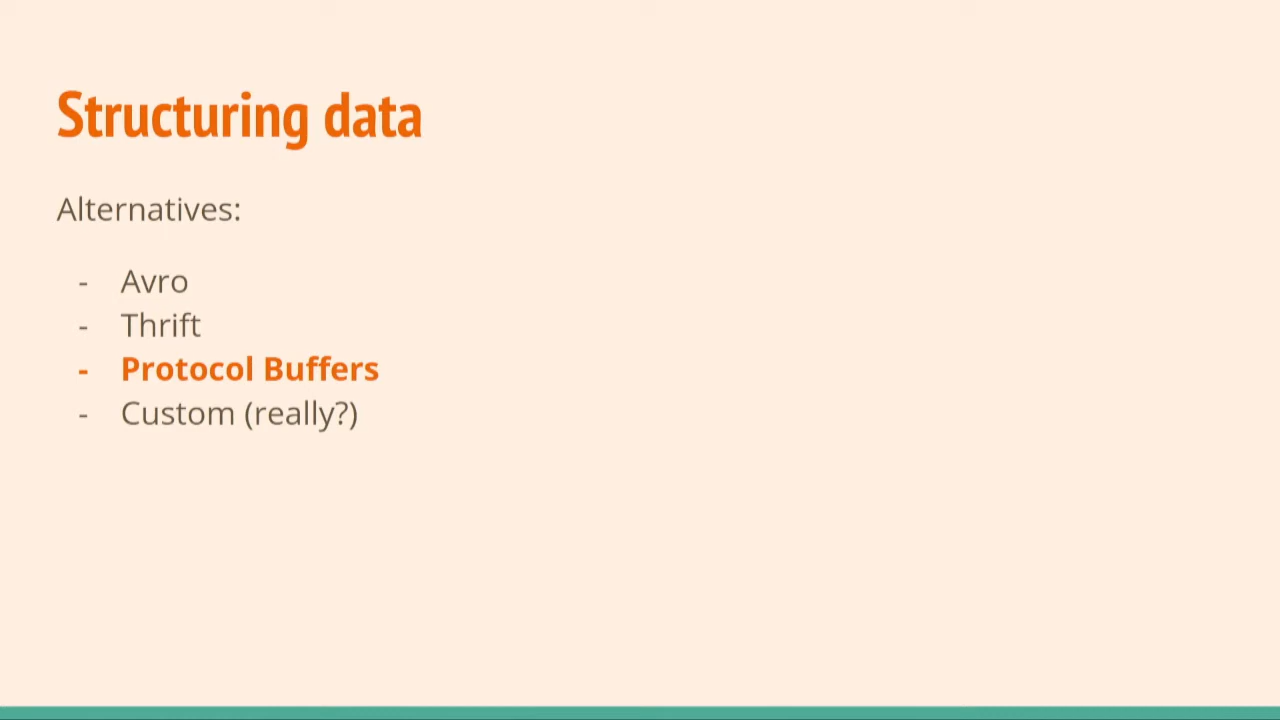 Structuring data
Alternatives:
- Avro
- Thrift
- Protocol Buffers
- Custom (really?)